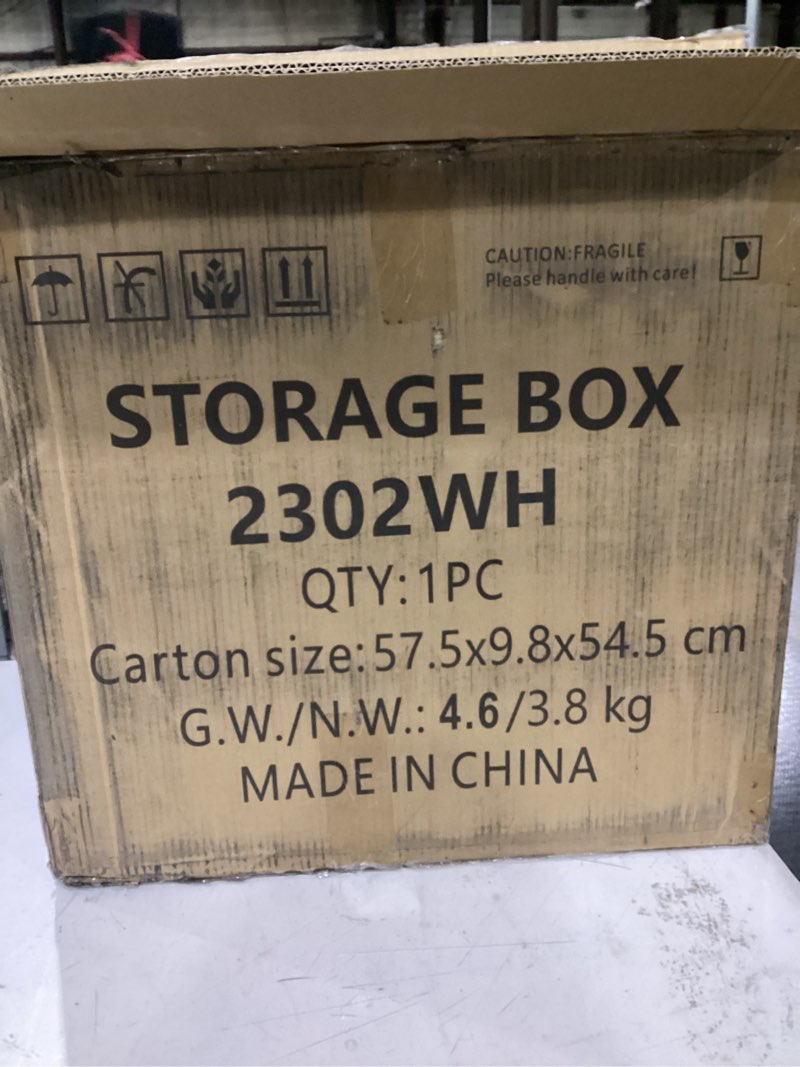 CAUTION:FRAGILE
Please handle with care!
STORAGE BOX
2302WH
QTY:1PC
Carton size:57.5x9.8x54.5 cm
G.W./N.W.: 4.6/3.8 kg
MADE IN CHINA